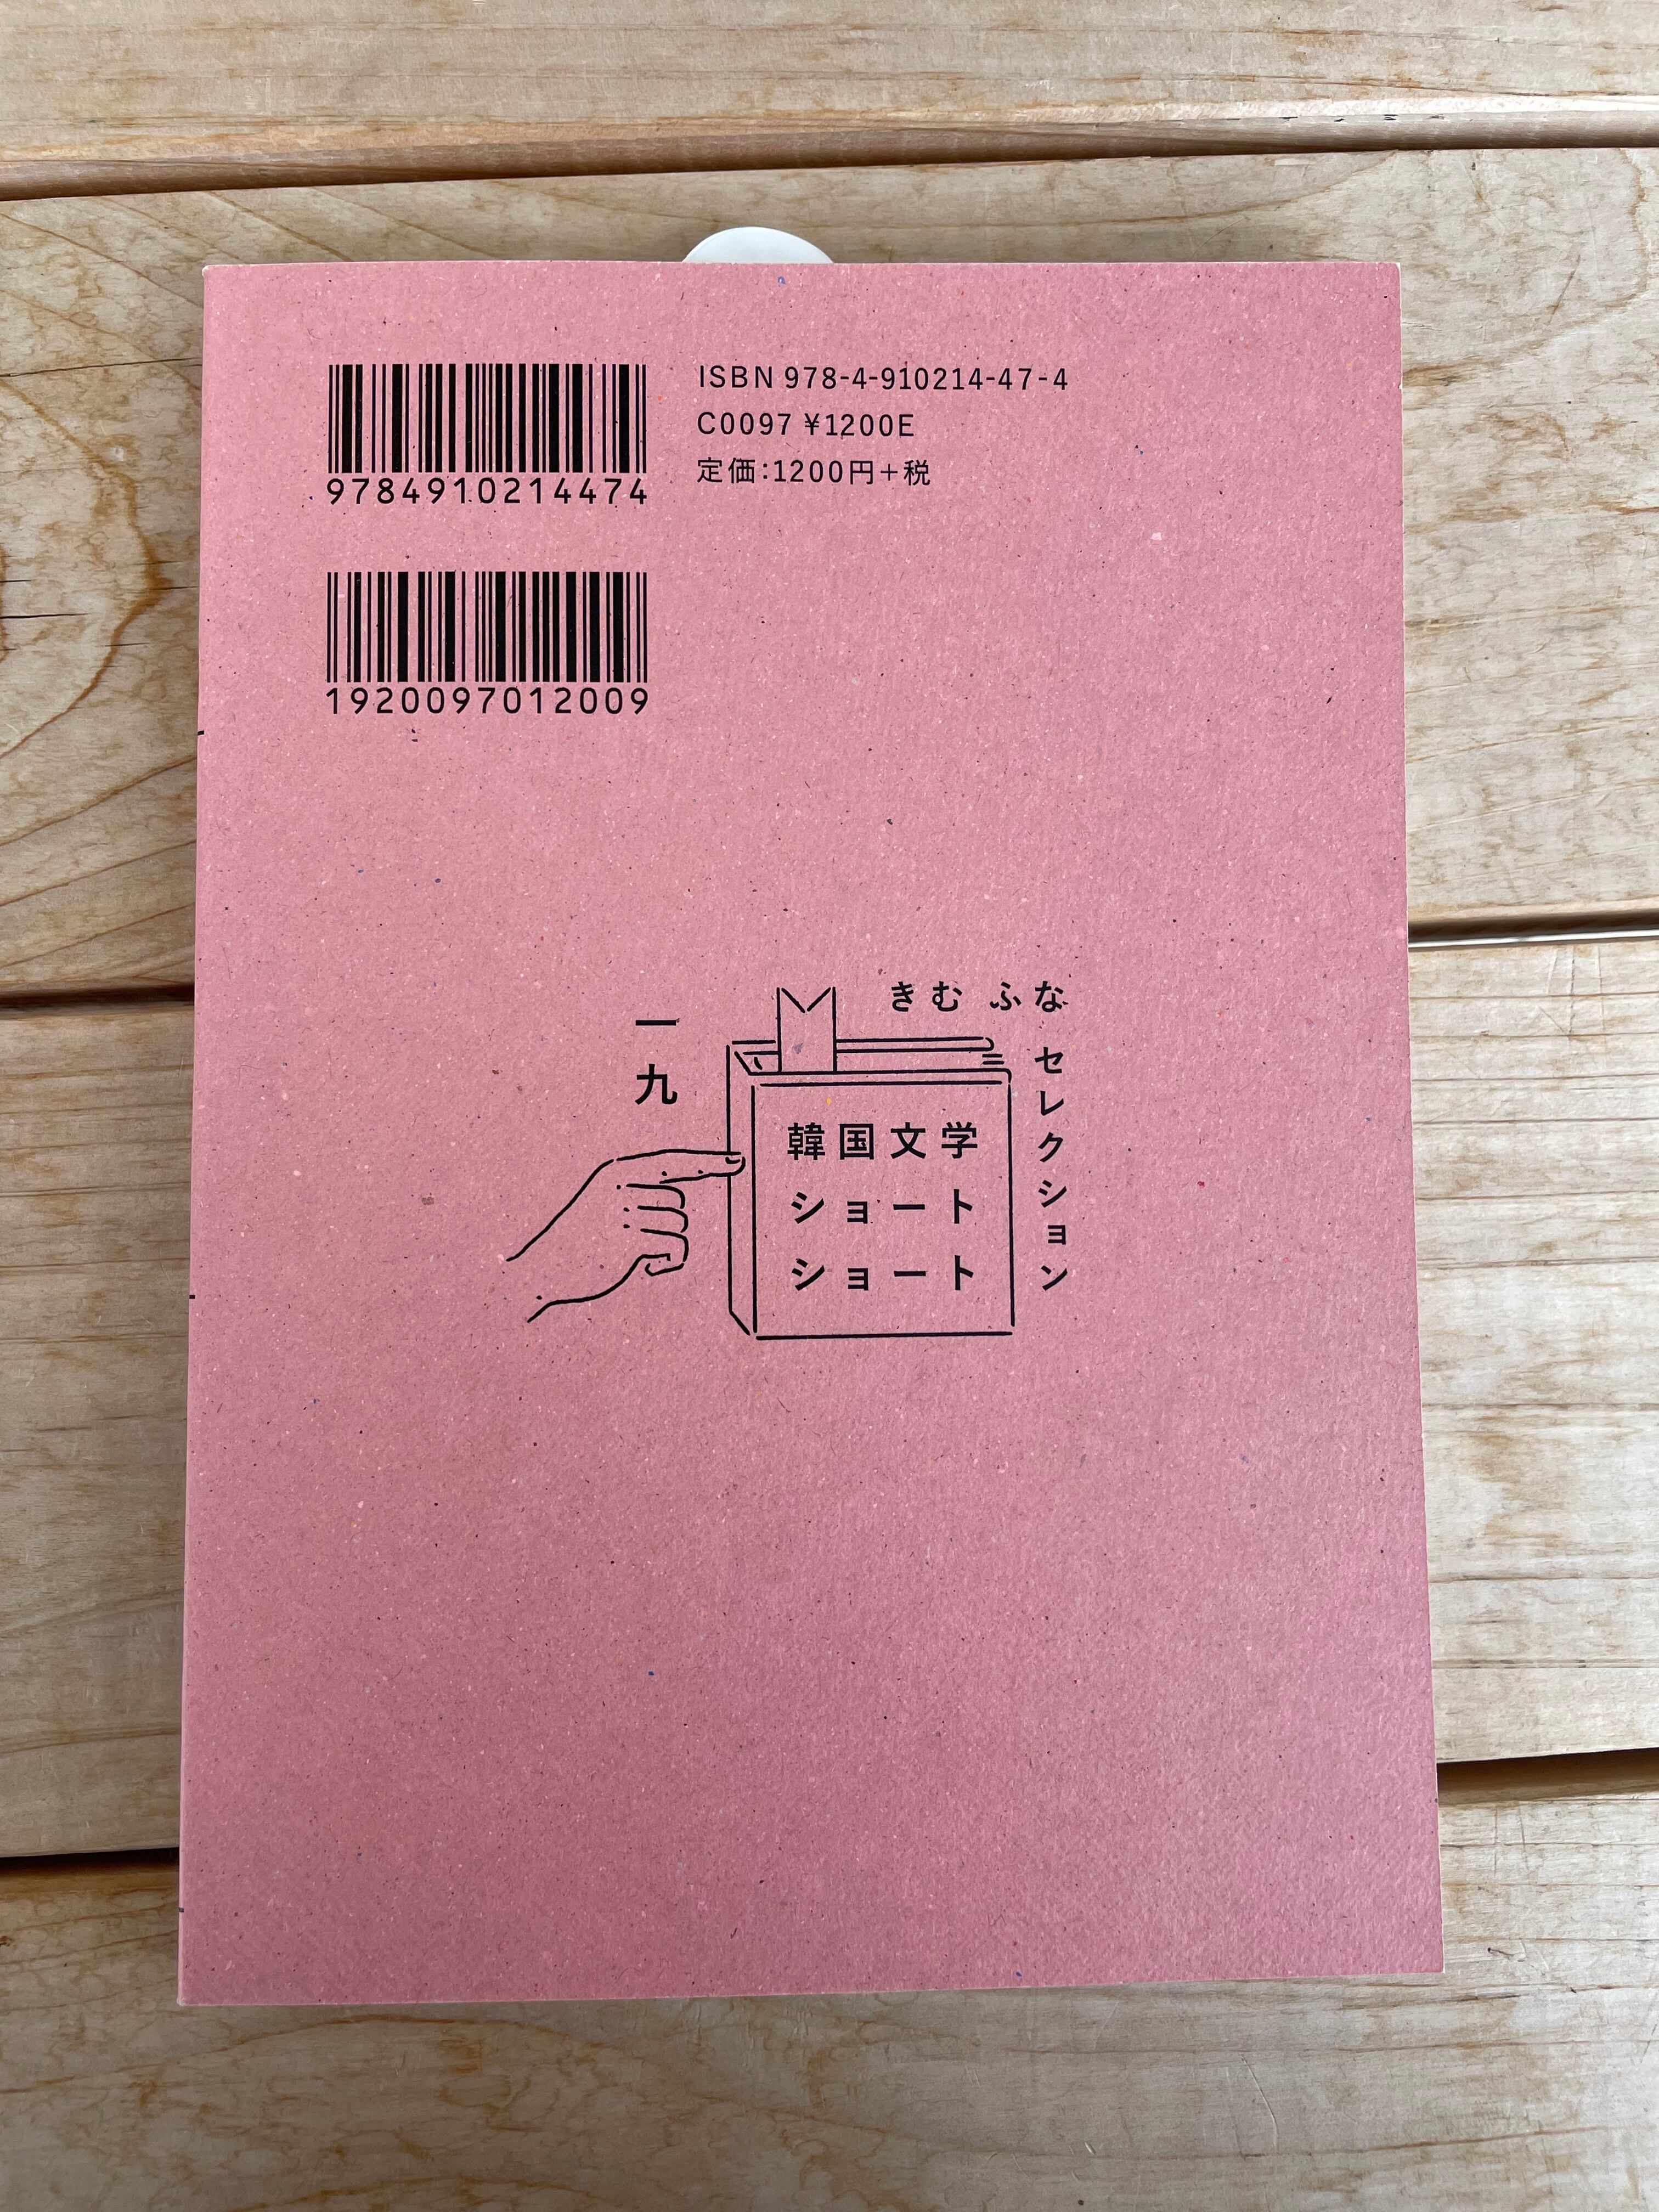 ISBN 978-4-910214-47-4
C0097 ¥1200E
定価:1200円+税
9784910214474
1920097012009
きむ ふな
セレクション
韓国文学
ショート
ショート
一九